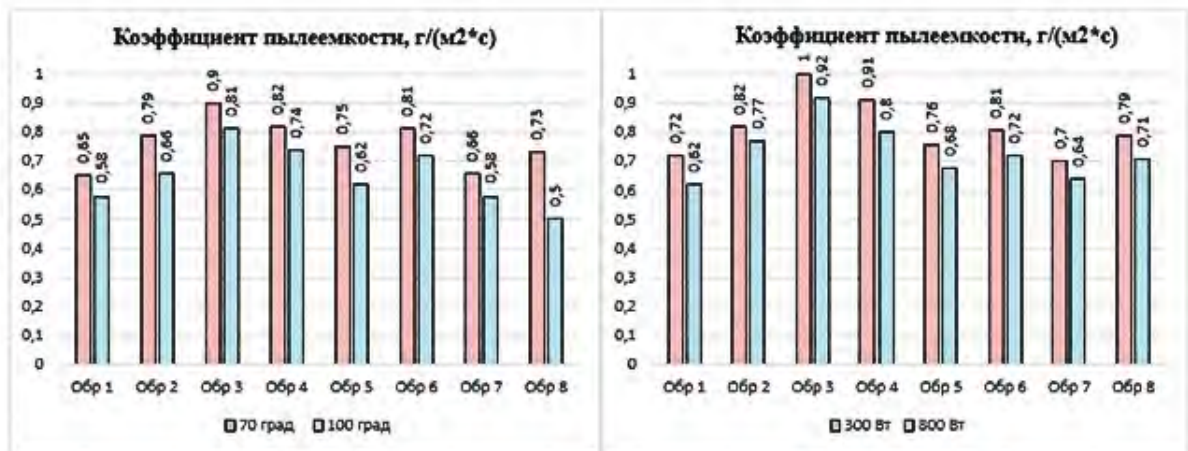 Коэффициент пылеемкости, г/(м2*с)
1
0,9
0,8
0,7
0,6
0,5
0,4
0,3
0,2
0,1
0
0,65 0,58 0,79 0,66 0,9 0,81 0,82 0,74 0,75 0,62 0,81 0,72 0,66 0,58 0,73 0,5
Обр 1 Обр 2 Обр 3 Обр 4 Обр 5 Обр 6 Обр 7 Обр 8
70 град 100 град
Коэффициент пылеемкости, г/(м2*с)
1
0,9
0,8
0,7
0,6
0,5
0,4
0,3
0,2
0,1
0
0,72 0,62 0,82 0,77 1 0,92 0,91 0,8 0,76 0,68 0,81 0,72 0,7 0,64 0,79 0,71
Обр 1 Обр 2 Обр 3 Обр 4 Обр 5 Обр 6 Обр 7 Обр 8
300 Вт 800 Вт